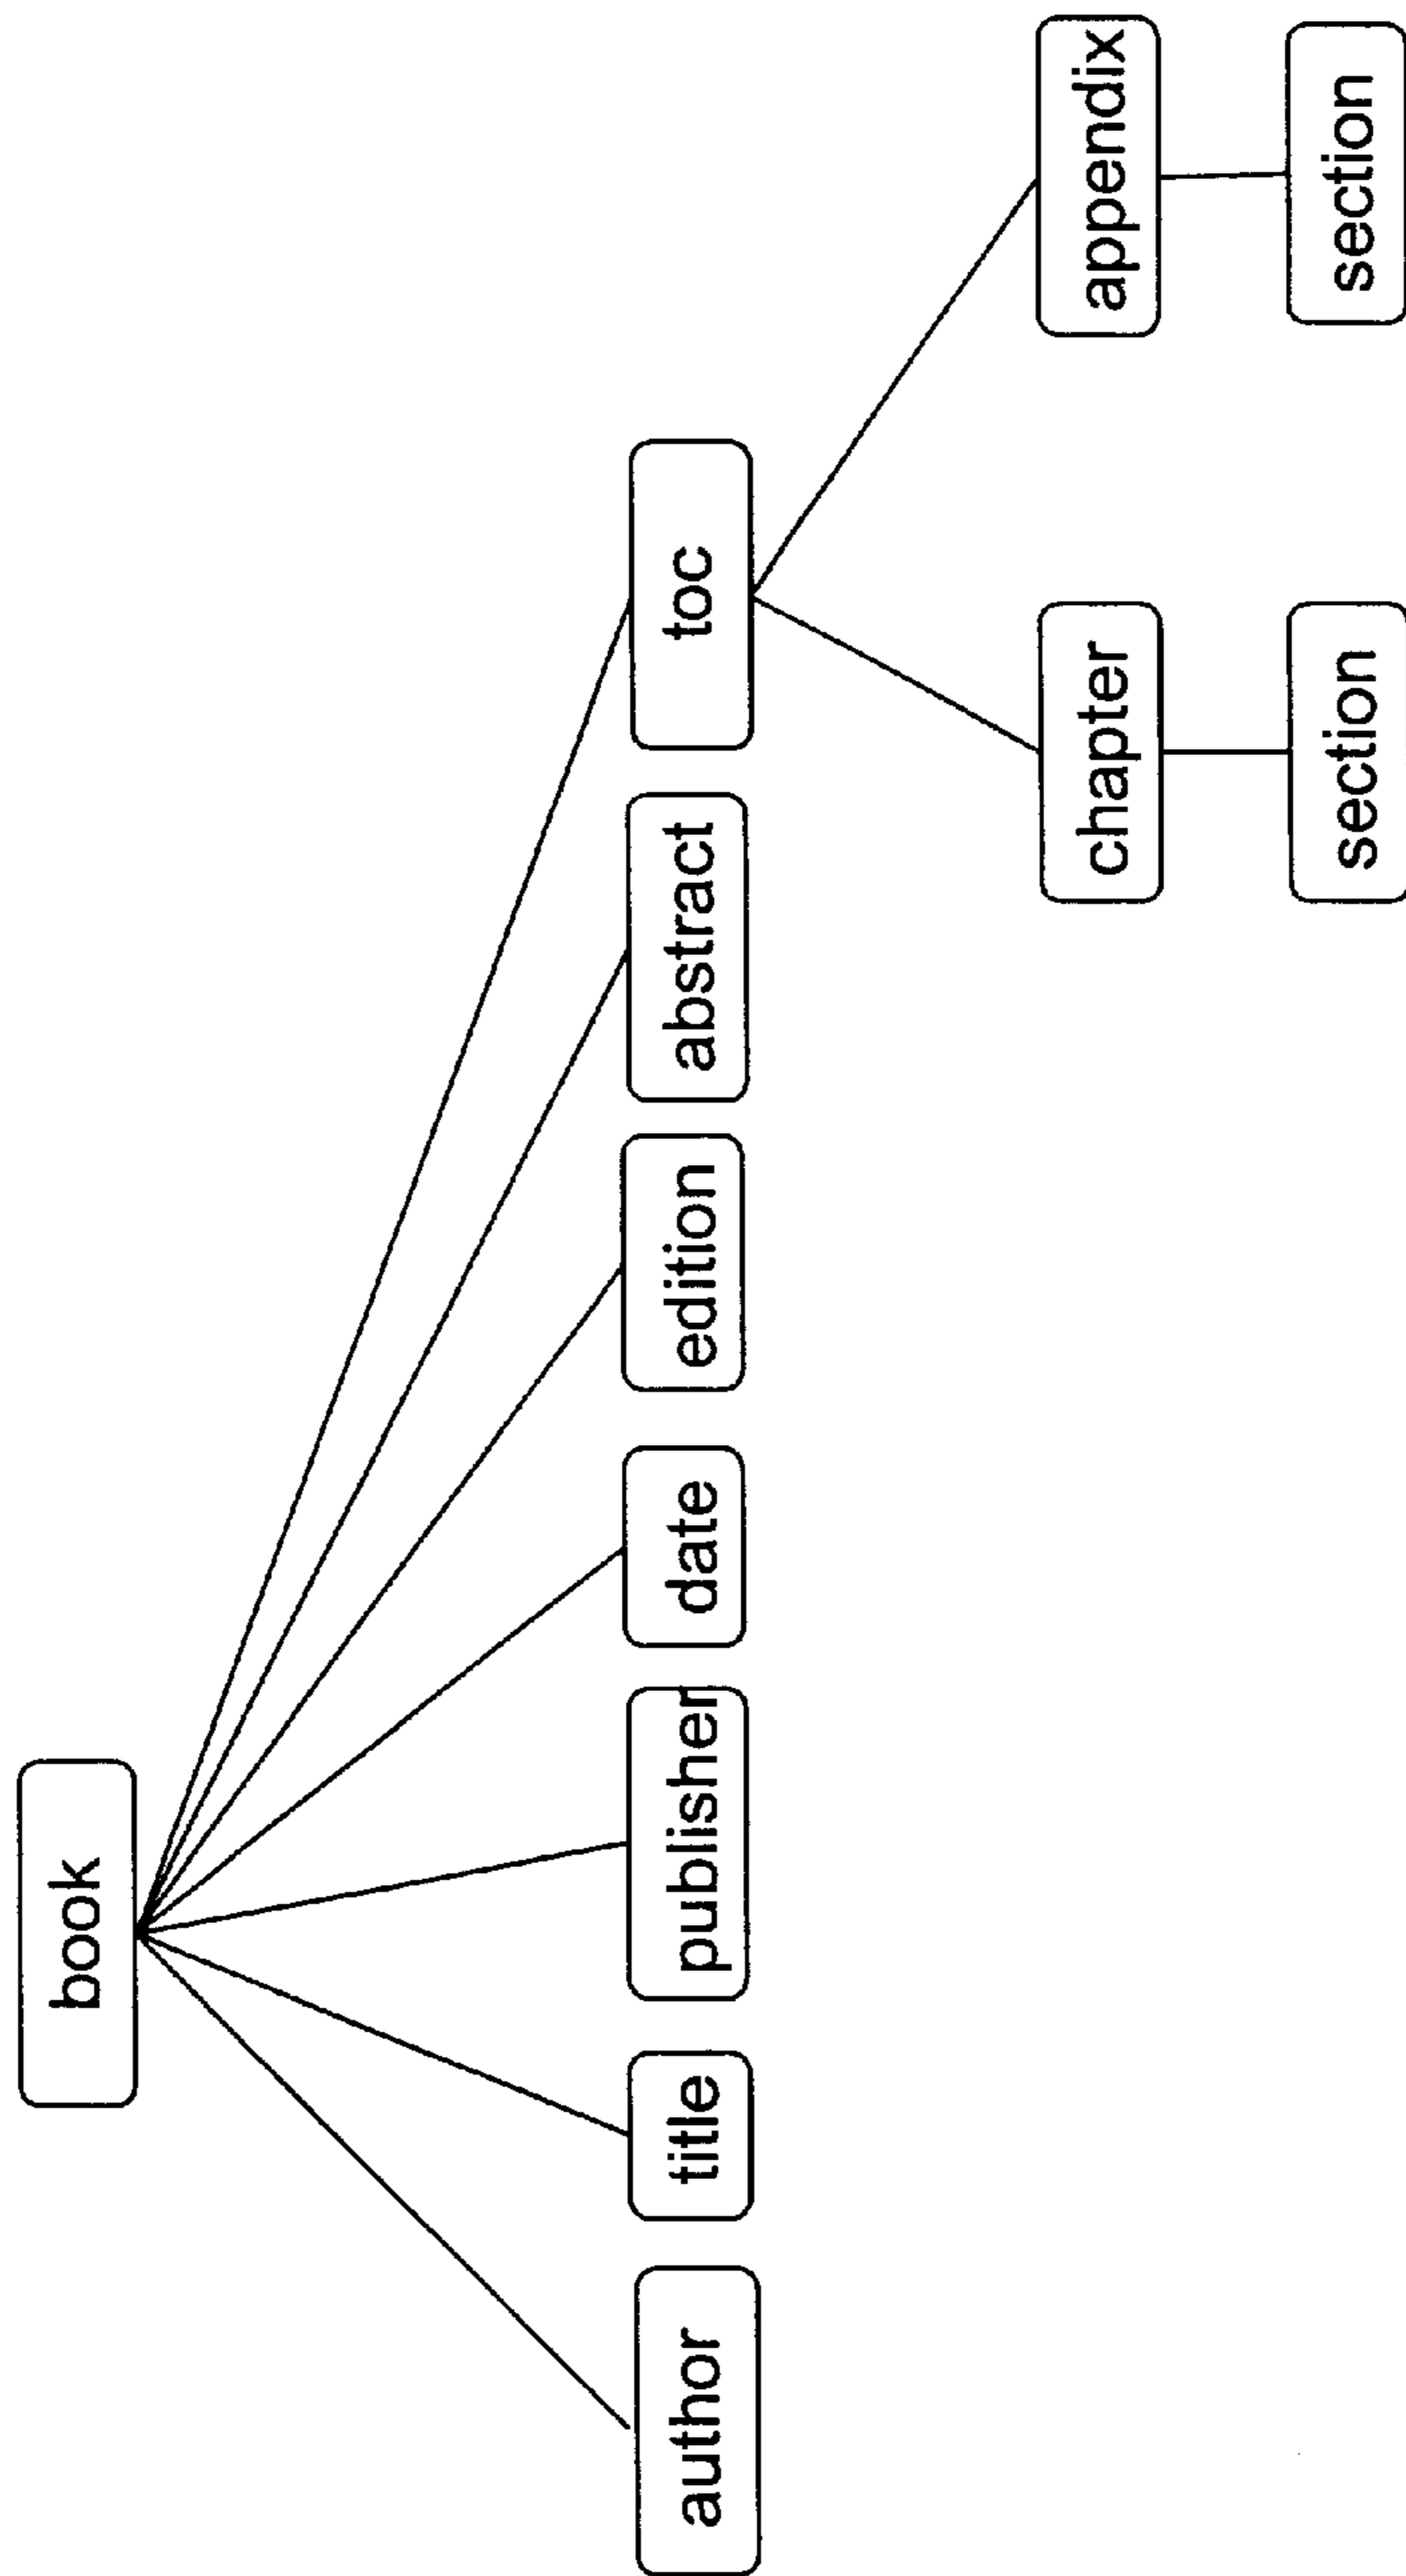 book
author
title
publisher
date
edition
abstract
toc
chapter
appendix
section
section